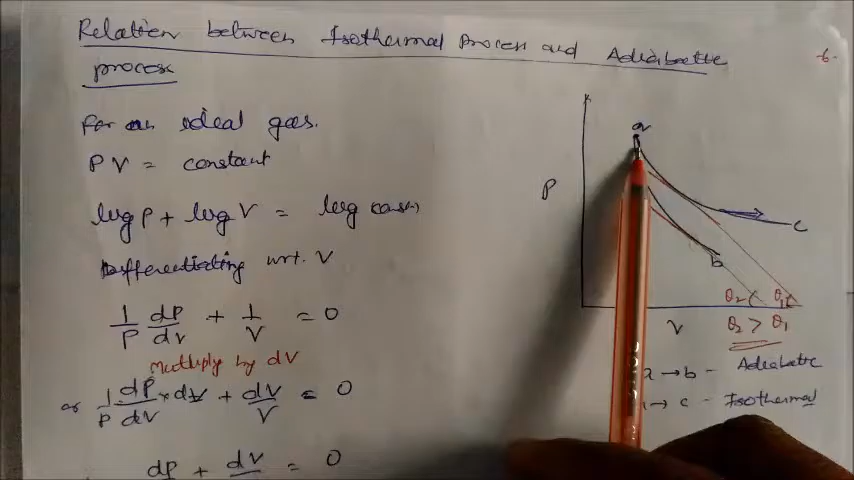 Relation between Isothermal Process and Adiabatic
process
-6-
For an ideal gas.
PV = constant
log P + log V = log const
Differentiating wrt. V
1/P dP/dv + 1/V = 0
Multiply by dV
or 1/P dP/dV × dV + dV/V = 0
dp + dV = 0
a
P
c
b
θ2 θ1
V θ2 > θ1
a → b - Adiabatic
→ c - Isothermal